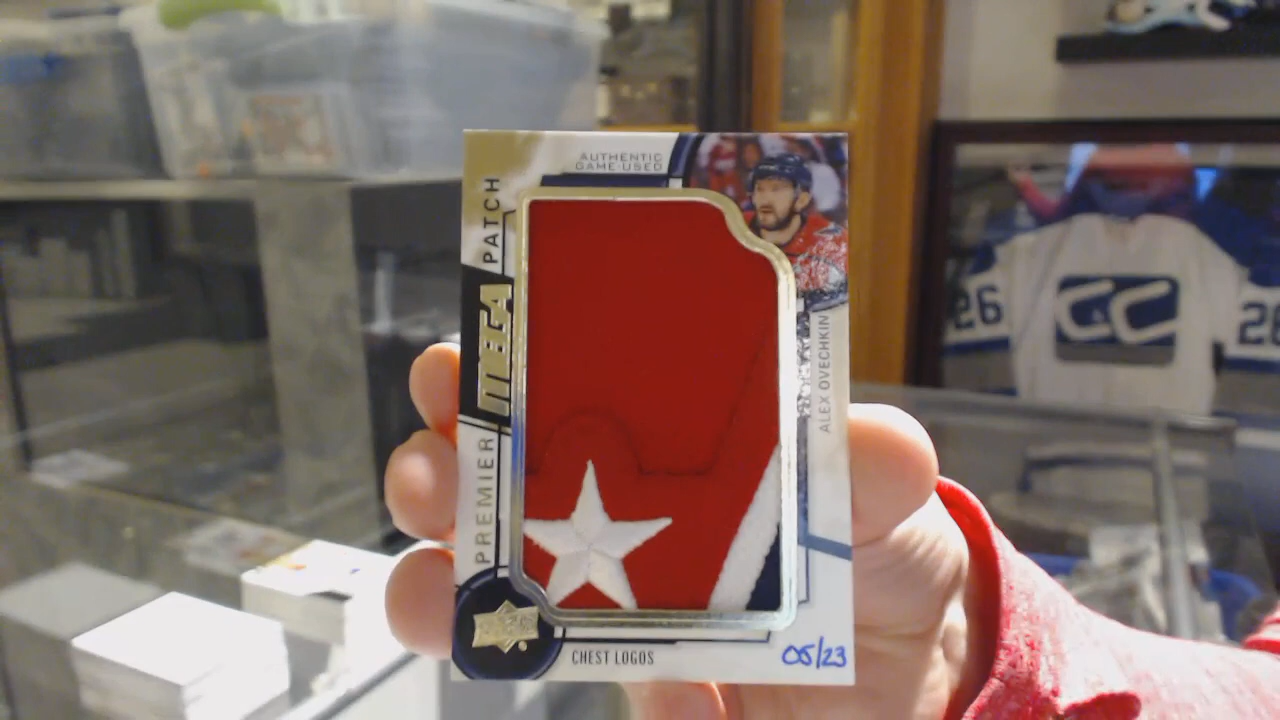 AUTHENTIC
GAME-USED
PREMIER MEGA PATCH
ALEX OVECHKIN
CHEST LOGOS
05/23
26
CC
26